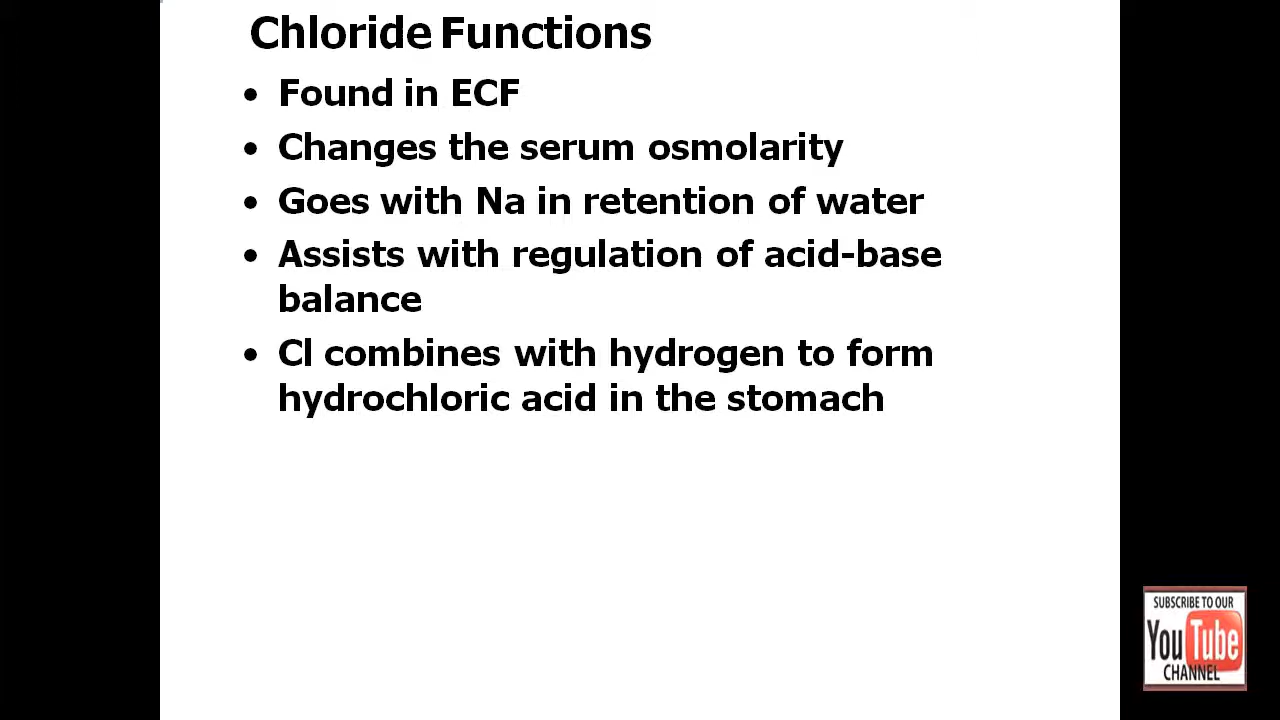 Chloride Functions
• Found in ECF
• Changes the serum osmolarity
• Goes with Na in retention of water
• Assists with regulation of acid-base
balance
• Cl combines with hydrogen to form
hydrochloric acid in the stomach
SUBSCRIBE TO OUR
YouTube
CHANNEL